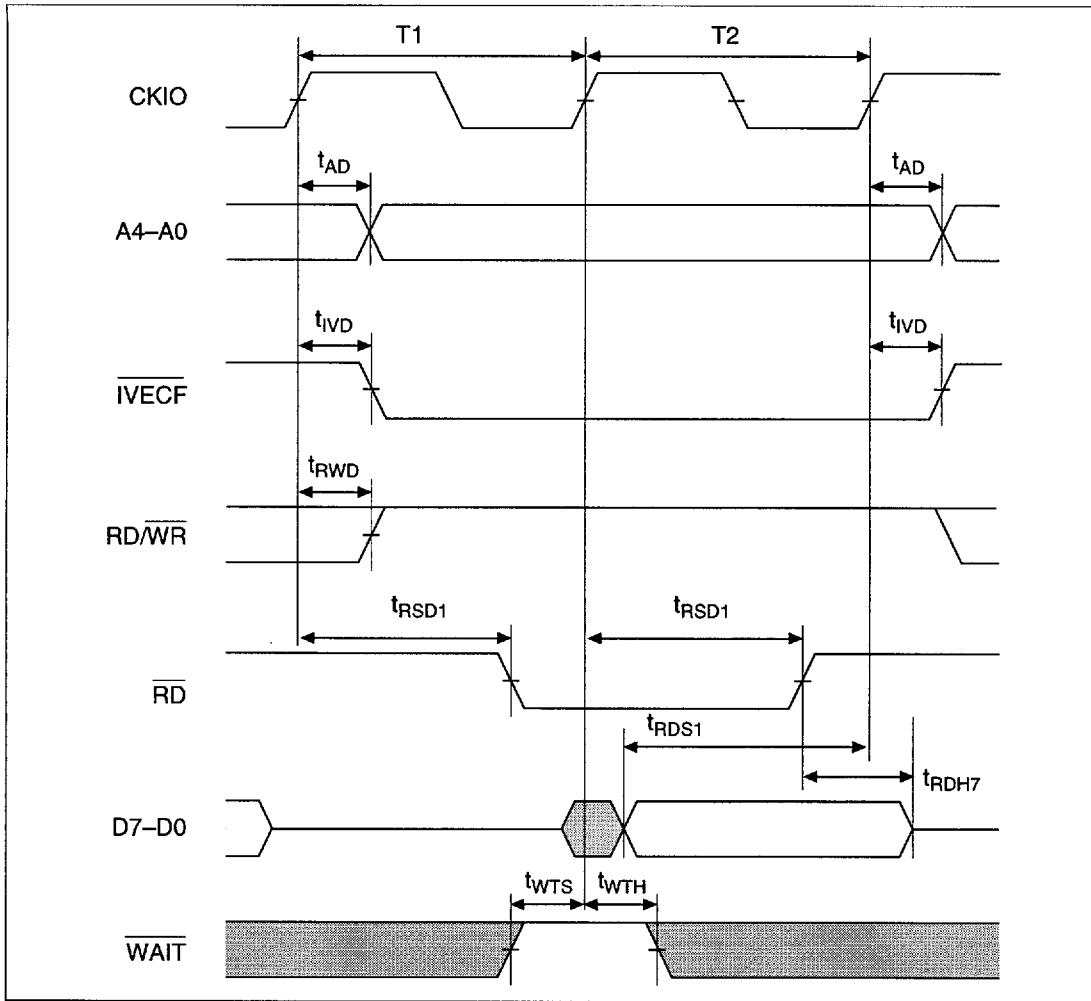 T1 T2
CKIO
tAD tAD
A4–A0
tIVD tIVD
IVECF
tRWD
RD/WR
tRSD1 tRSD1
RD
tRDS1
tRDH7
D7–D0
tWTS tWTH
WAIT